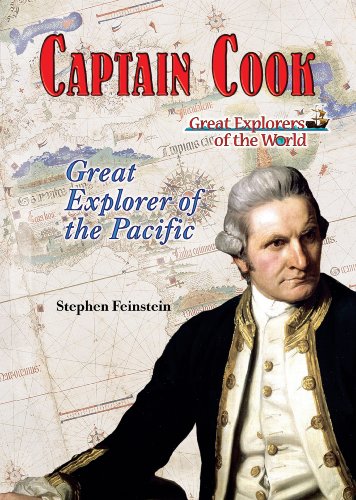 CAPTAIN COOK
Great Explorers
of the World
Great
Explorer of
the Pacific
Stephen Feinstein